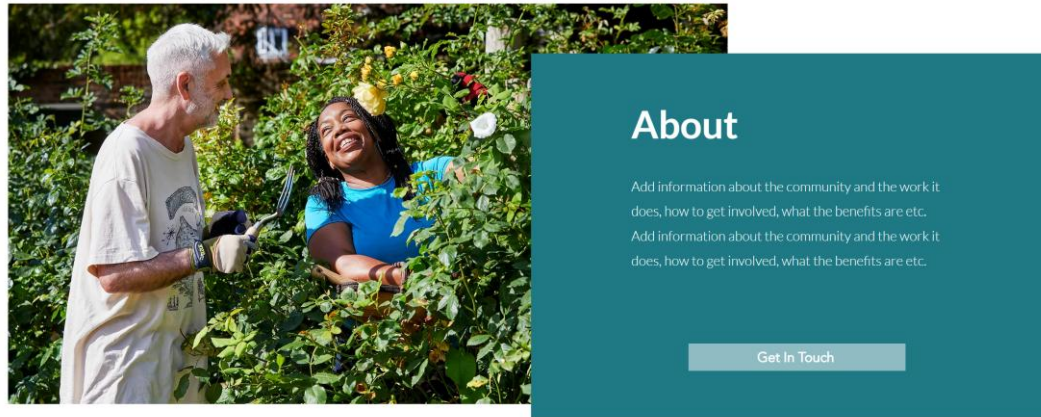 About
Add information about the community and the work it
does, how to get involved, what the benefits are etc.
Add information about the community and the work it
does, how to get involved, what the benefits are etc.
Get In Touch